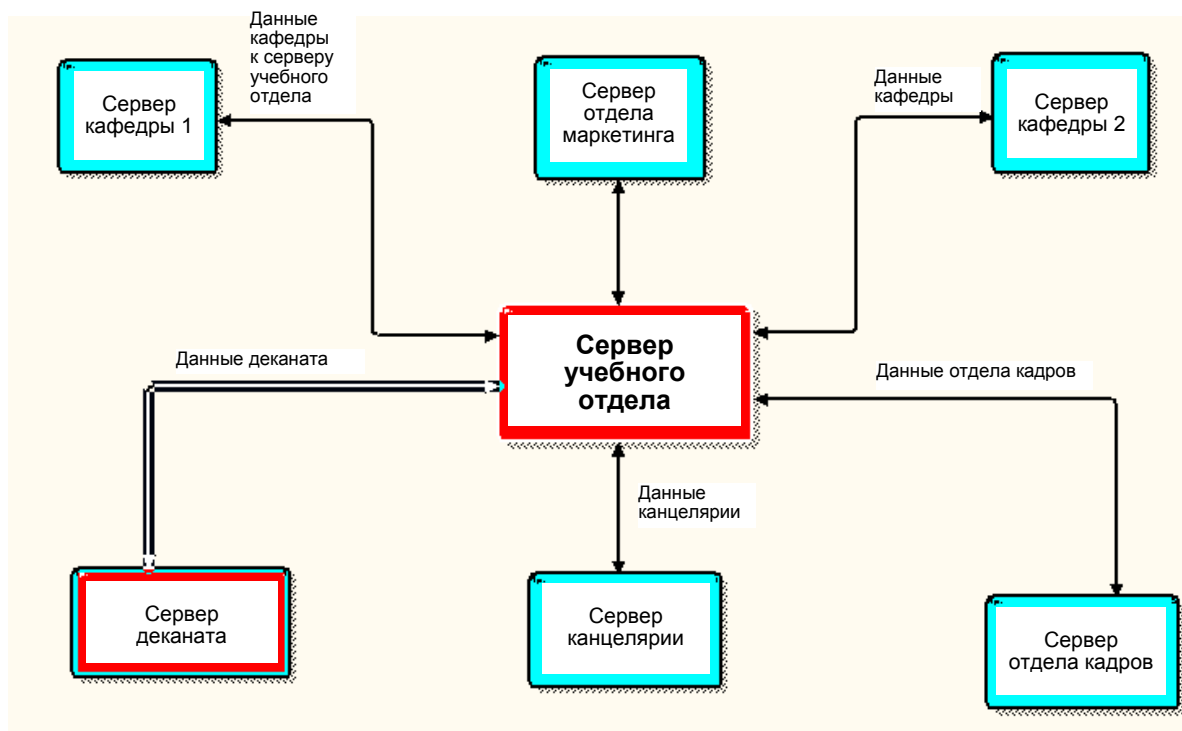 Данные
кафедры
к серверу
учебного
отдела
Сервер
кафедры 1
Сервер
отдела
маркетинга
Данные
кафедры
Сервер
кафедры 2
Данные деканата
Сервер
учебного
отдела
Данные отдела кадров
Данные
канцелярии
Сервер
деканата
Сервер
канцелярии
Сервер
отдела кадров